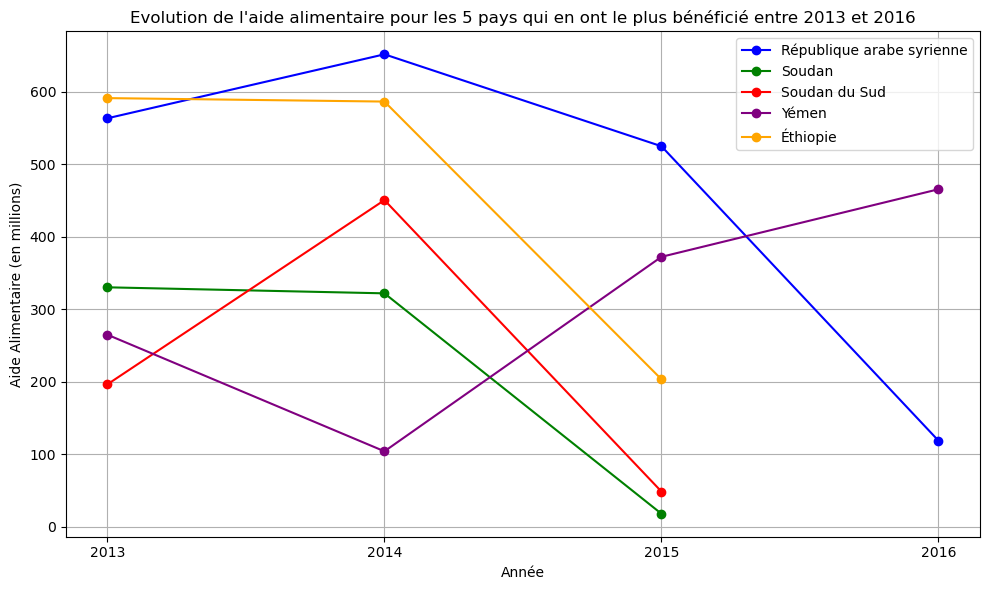 Evolution de l'aide alimentaire pour les 5 pays qui en ont le plus bénéficié entre 2013 et 2016
République arabe syrienne
Soudan
Soudan du Sud
Yémen
Éthiopie
Aide Alimentaire (en millions)
600
500
400
300
200
100
0
2013 2014 2015 2016
Année